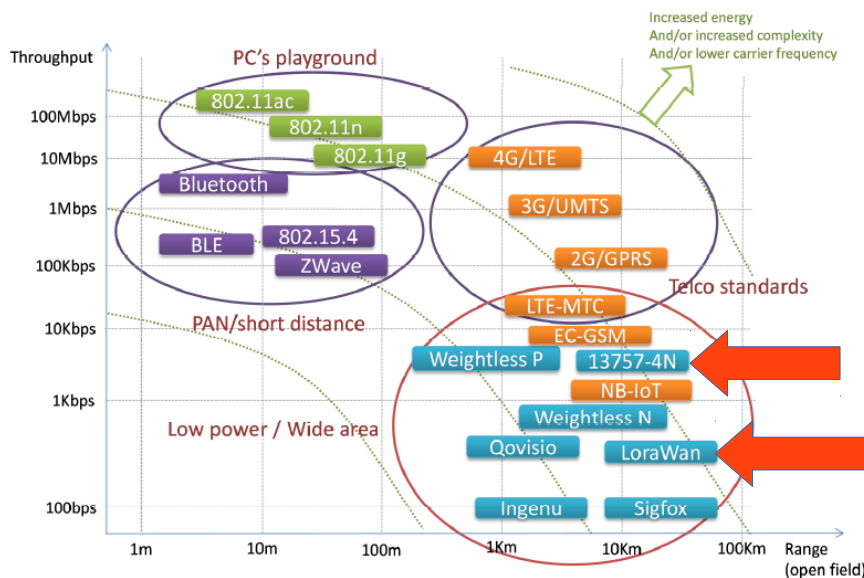 Increased energy
And/or increased complexity
And/or lower carrier frequency
Throughput
PC's playground
802.11ac
100Mbps
802.11n
10Mbps
802.11g
4G/LTE
Bluetooth
1Mbps
3G/UMTS
802.15.4
BLE
100Kbps
ZWave
2G/GPRS
Telco standards
LTE-MTC
PAN/short distance
10Kbps
EC-GSM
Weightless P
13757-4N
NB-IoT
1Kbps
Weightless N
Low power / Wide area
Qovisio
LoraWan
100bps
Ingenu
Sigfox
1m
10m
100m
1Km
10Km
100Km
Range
(open field)